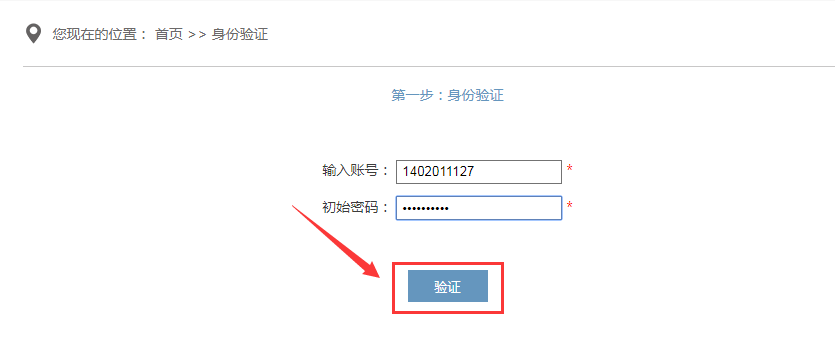 您现在的位置： 首页 >> 身份验证
第一步：身份验证
输入账号： 1402011127 *
初始密码： •••••••••• *
验证